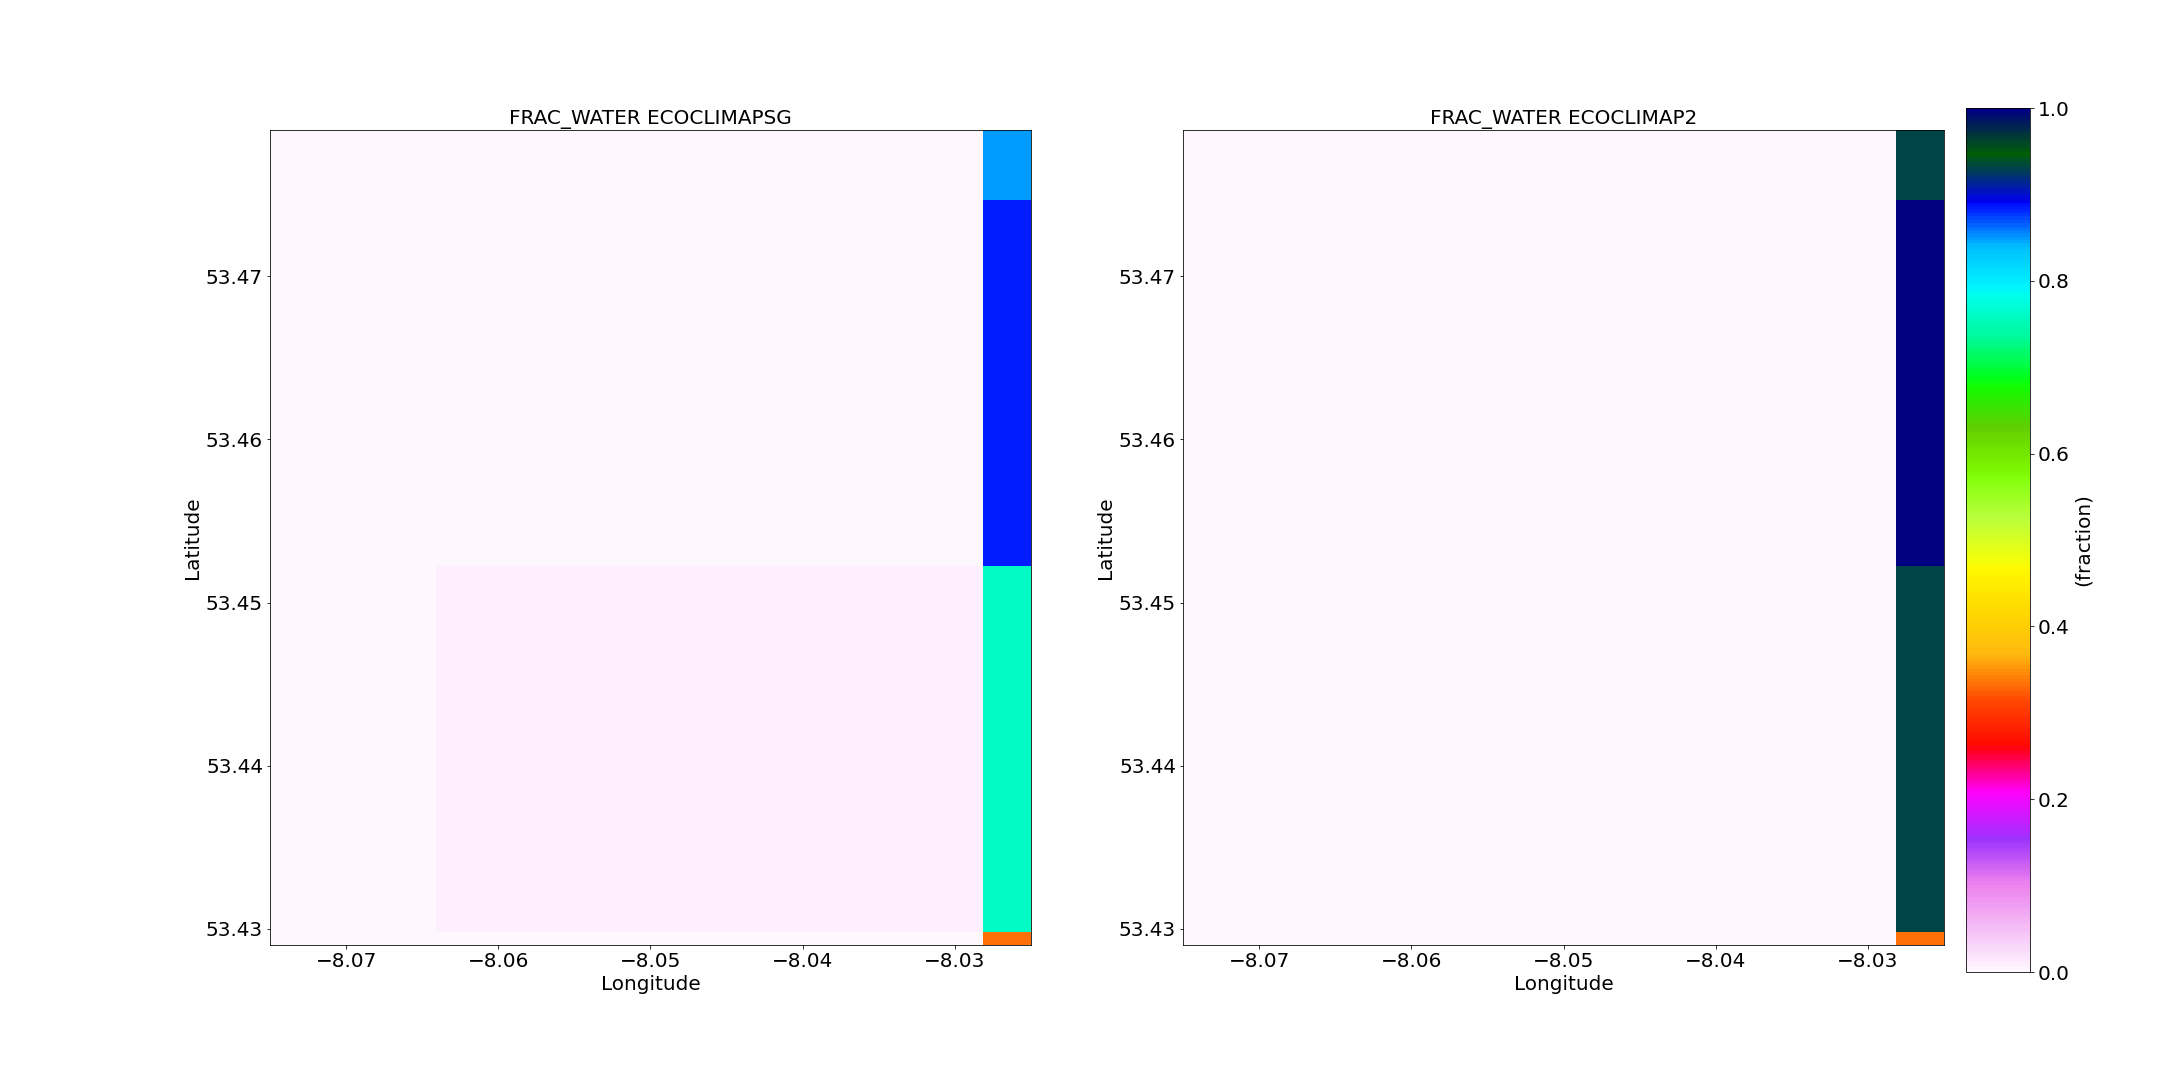 FRAC_WATER ECOCLIMAPSG
53.47
53.46
53.45
53.44
53.43
Latitude
−8.07 −8.06 −8.05 −8.04 −8.03
Longitude
FRAC_WATER ECOCLIMAP2
53.47
53.46
53.45
53.44
53.43
Latitude
−8.07 −8.06 −8.05 −8.04 −8.03
Longitude
1.0
0.8
0.6
0.4
0.2
0.0
(fraction)